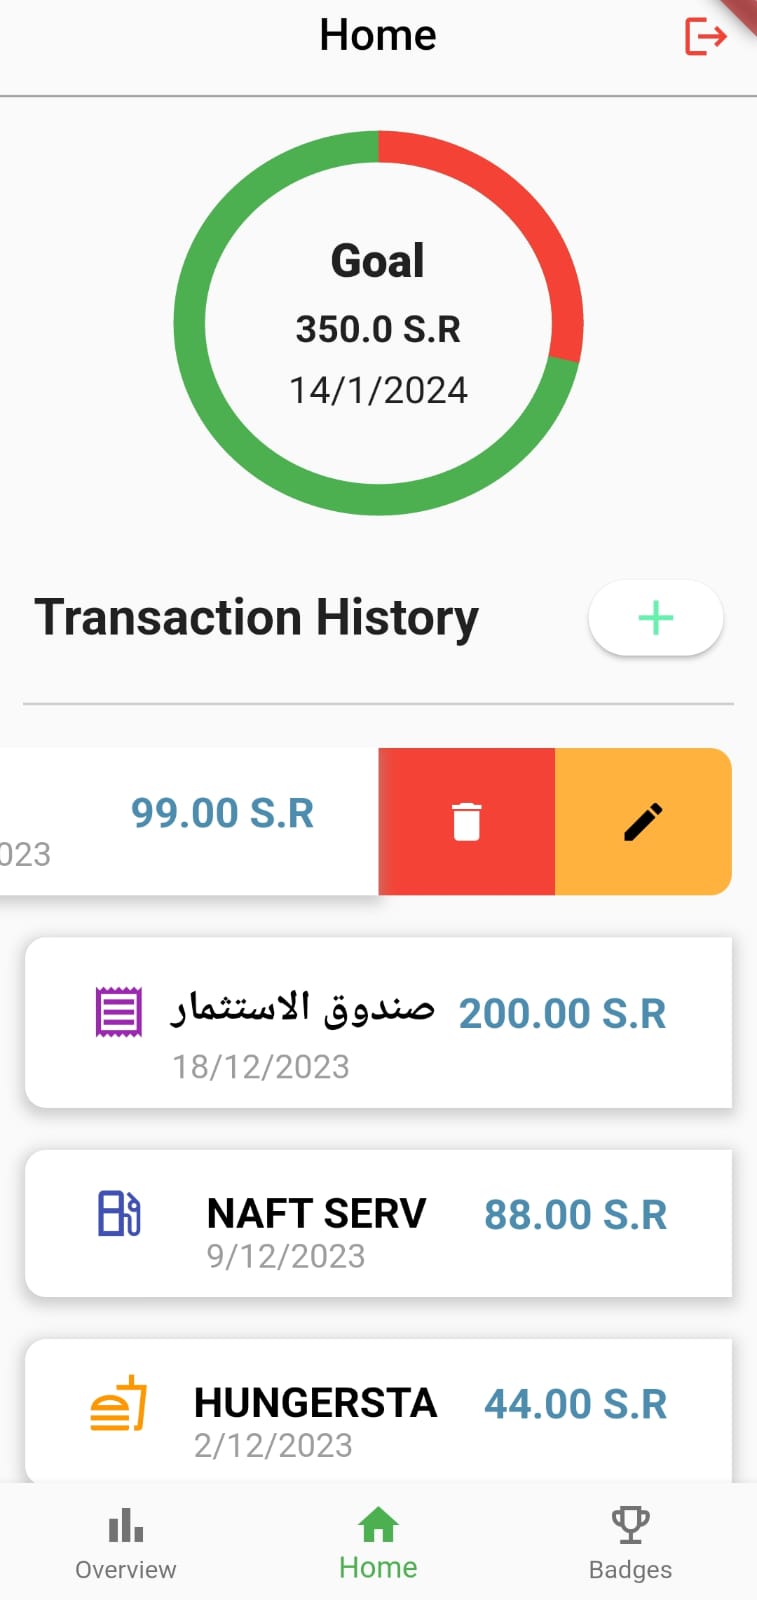 Home
Goal
350.0 S.R
14/1/2024
Transaction History
99.00 S.R
023
صندوق الاستثمار 200.00 S.R
18/12/2023
NAFT SERV 88.00 S.R
9/12/2023
HUNGERSTA 44.00 S.R
2/12/2023
Overview Home Badges